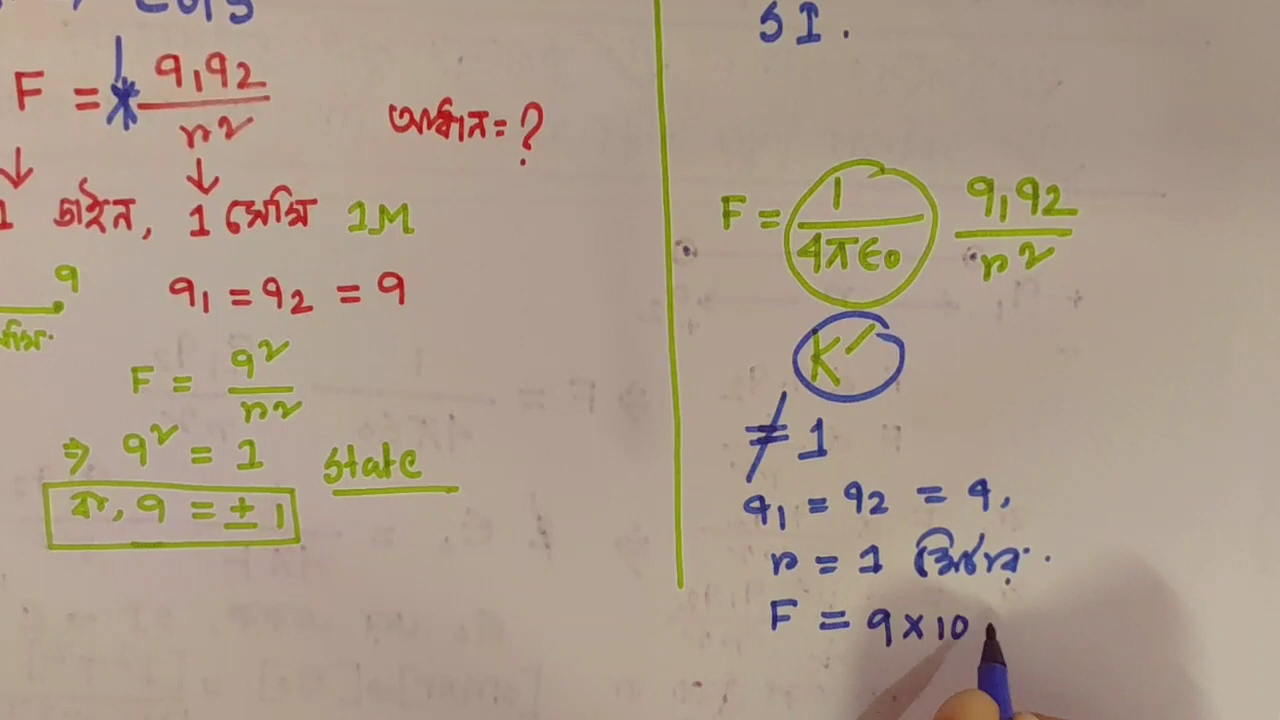 F = 1 q₁q₂ / r²
আধান = ?
1 ডাইন, 1 সেমি 1M
q
সেমি.
q₁ = q₂ = q
F = q² / r²
⇒ q² = 1 state
বা, q = ± 1
SI.
F = 1 / 4πϵ₀ q₁q₂ / r²
K′
≠ 1
q₁ = q₂ = q,
r = 1 মিটার.
F = 9 × 10